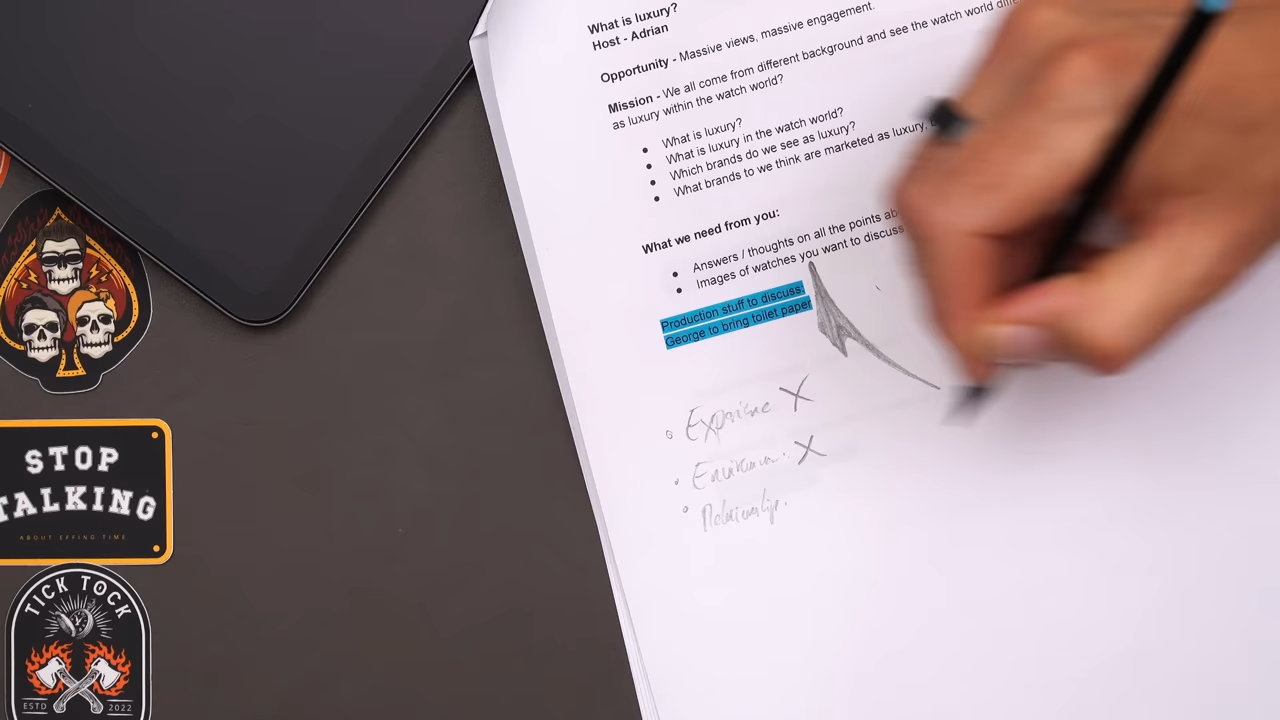 What is luxury?
Host - Adrian
Opportunity - Massive views, massive engagement.
Mission - We all come from different background and see the watch world
as luxury within the watch world?
What is luxury?
What is luxury in the watch world?
Which brands do we see as luxury?
What brands to we think are marketed as luxury,
What we need from you:
Answers / thoughts on all the points
Images of watches you want to discuss
Production stuff to discuss.
George to bring toilet paper
Experience X
X
Relationship.
STOP
TALKING
ABOUT EFFING TIME
TICK TOCK
ESTD 2022